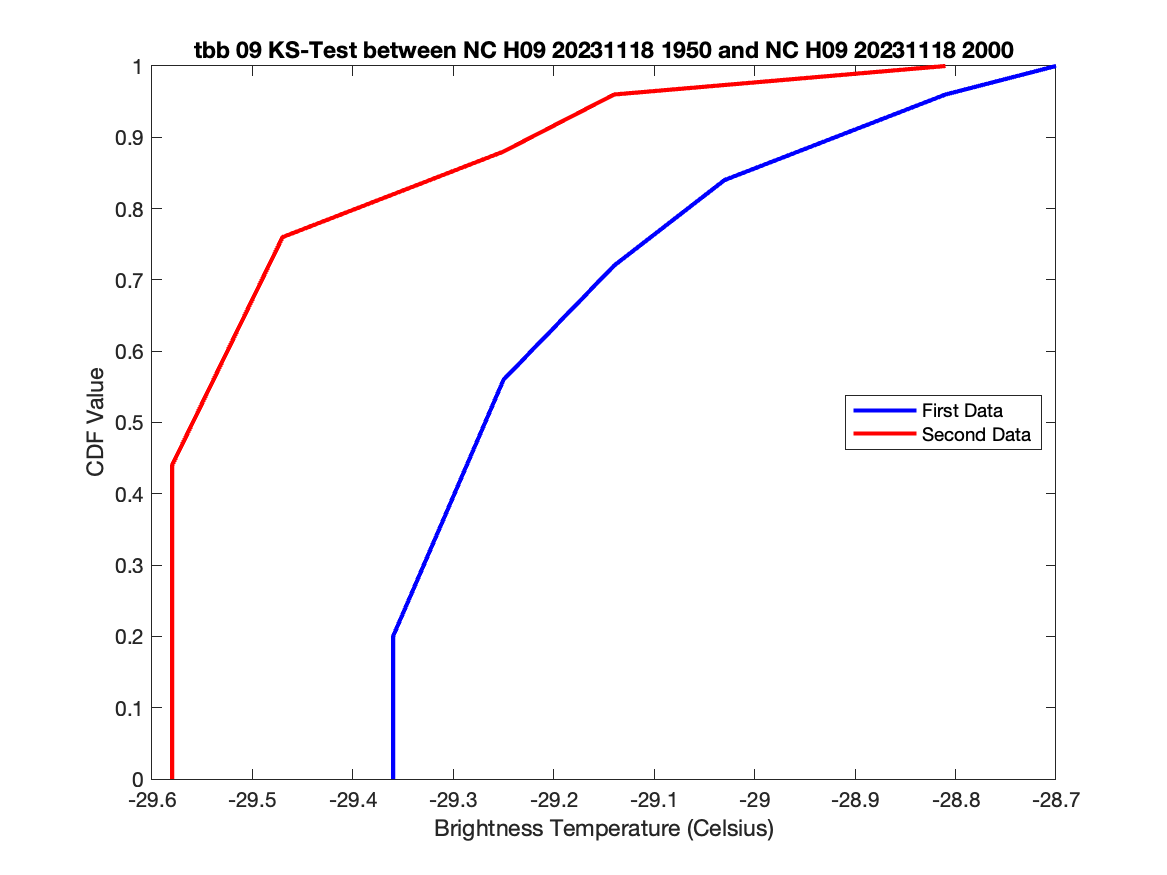 tbb 09 KS-Test between NC H09 20231118 1950 and NC H09 20231118 2000
1
0.9
0.8
0.7
0.6
0.5
0.4
0.3
0.2
0.1
0
CDF Value
First Data
Second Data
-29.6 -29.5 -29.4 -29.3 -29.2 -29.1 -29 -28.9 -28.8 -28.7
Brightness Temperature (Celsius)